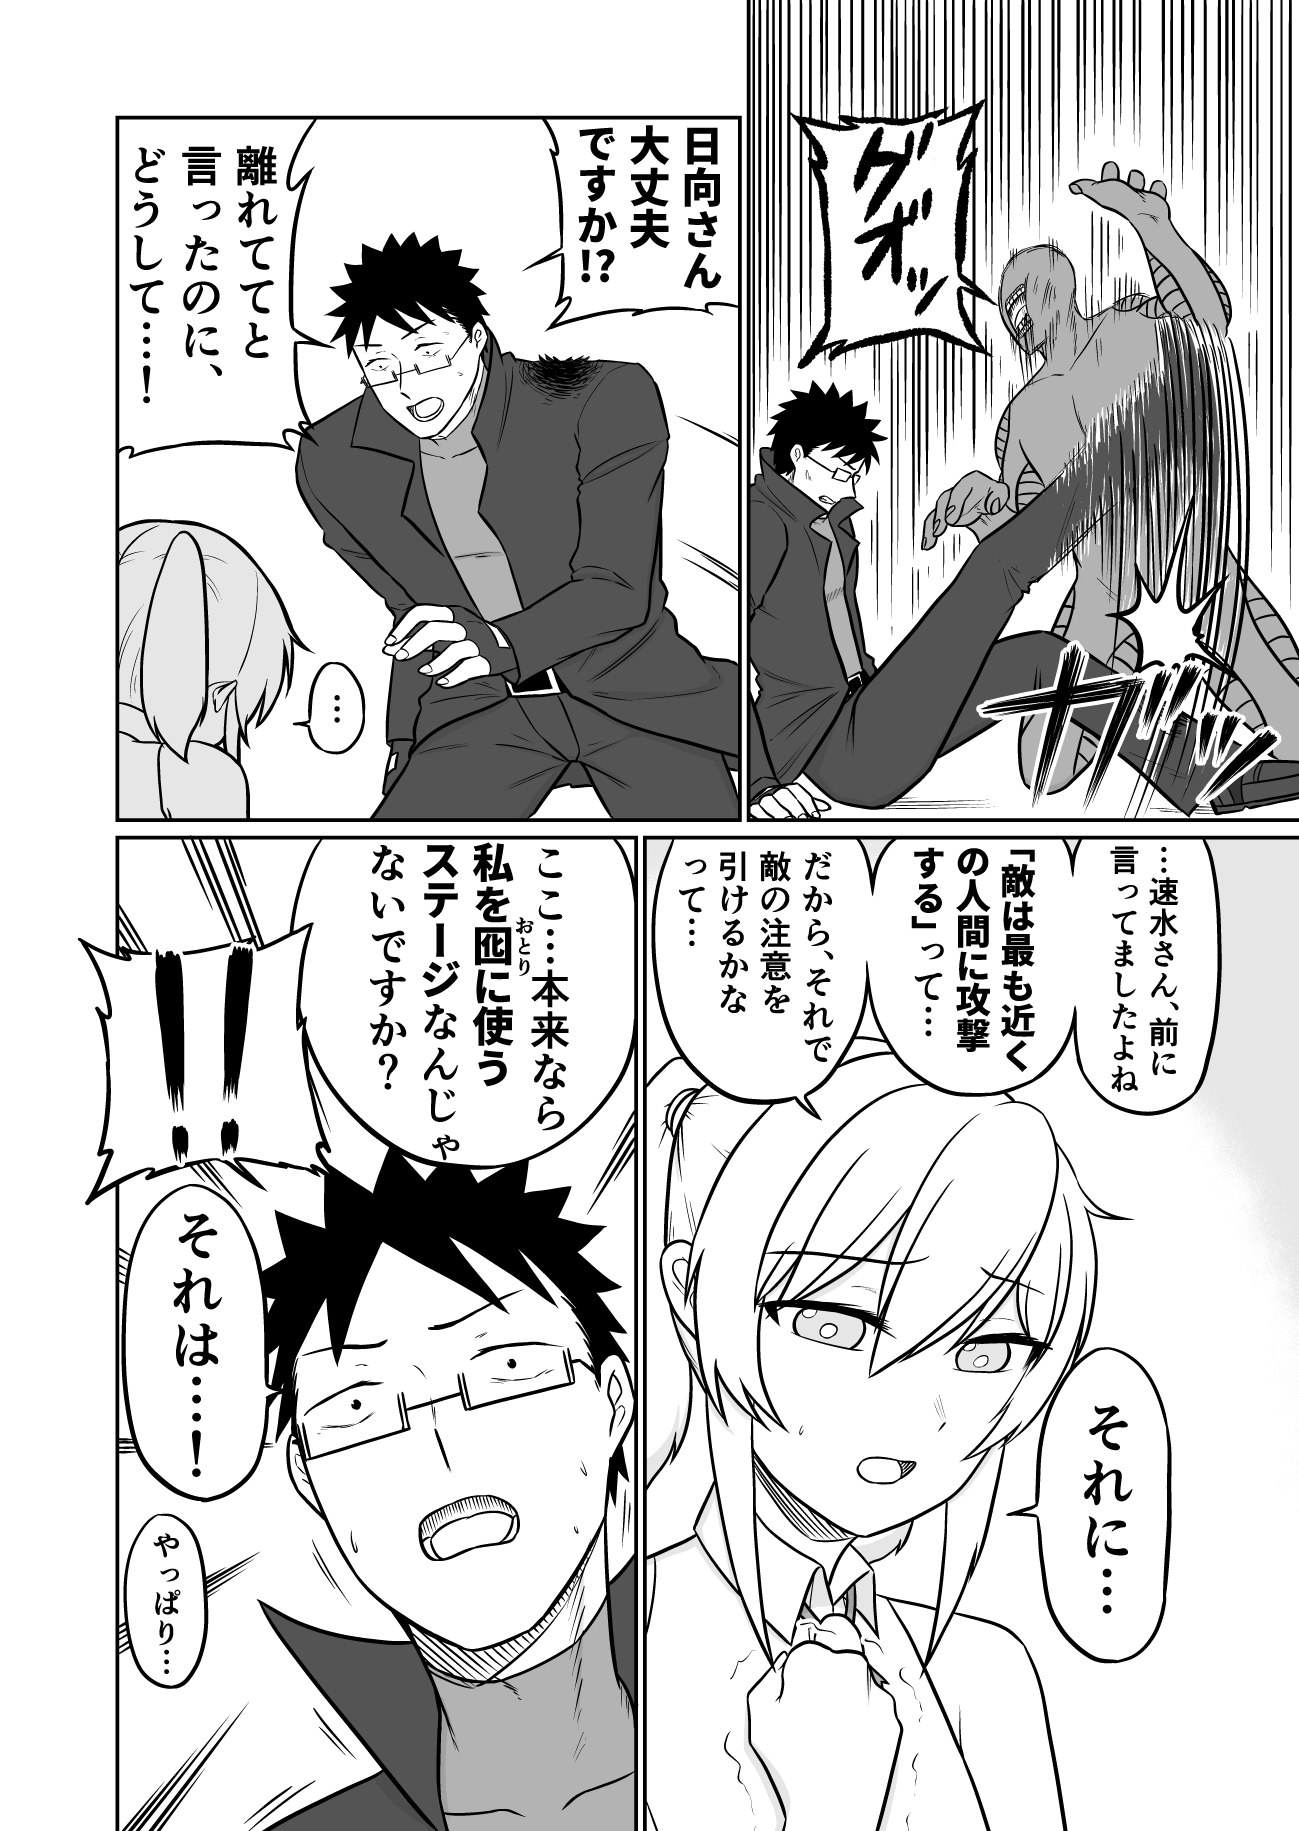 グオッ
ガガッ
日向さん
大丈夫
ですか!?
離れててと
言ったのに、
どうして…!
…
…速水さん、前に
言ってましたよね
「敵は最も近く
の人間に攻撃
する」って…
だから、それで
敵の注意を
引けるかな
って…
それに…
ここ…本来なら
私を囮に使う
おとり
ステージなんじゃ
ないですか？
!!
それは…!
やっぱり…